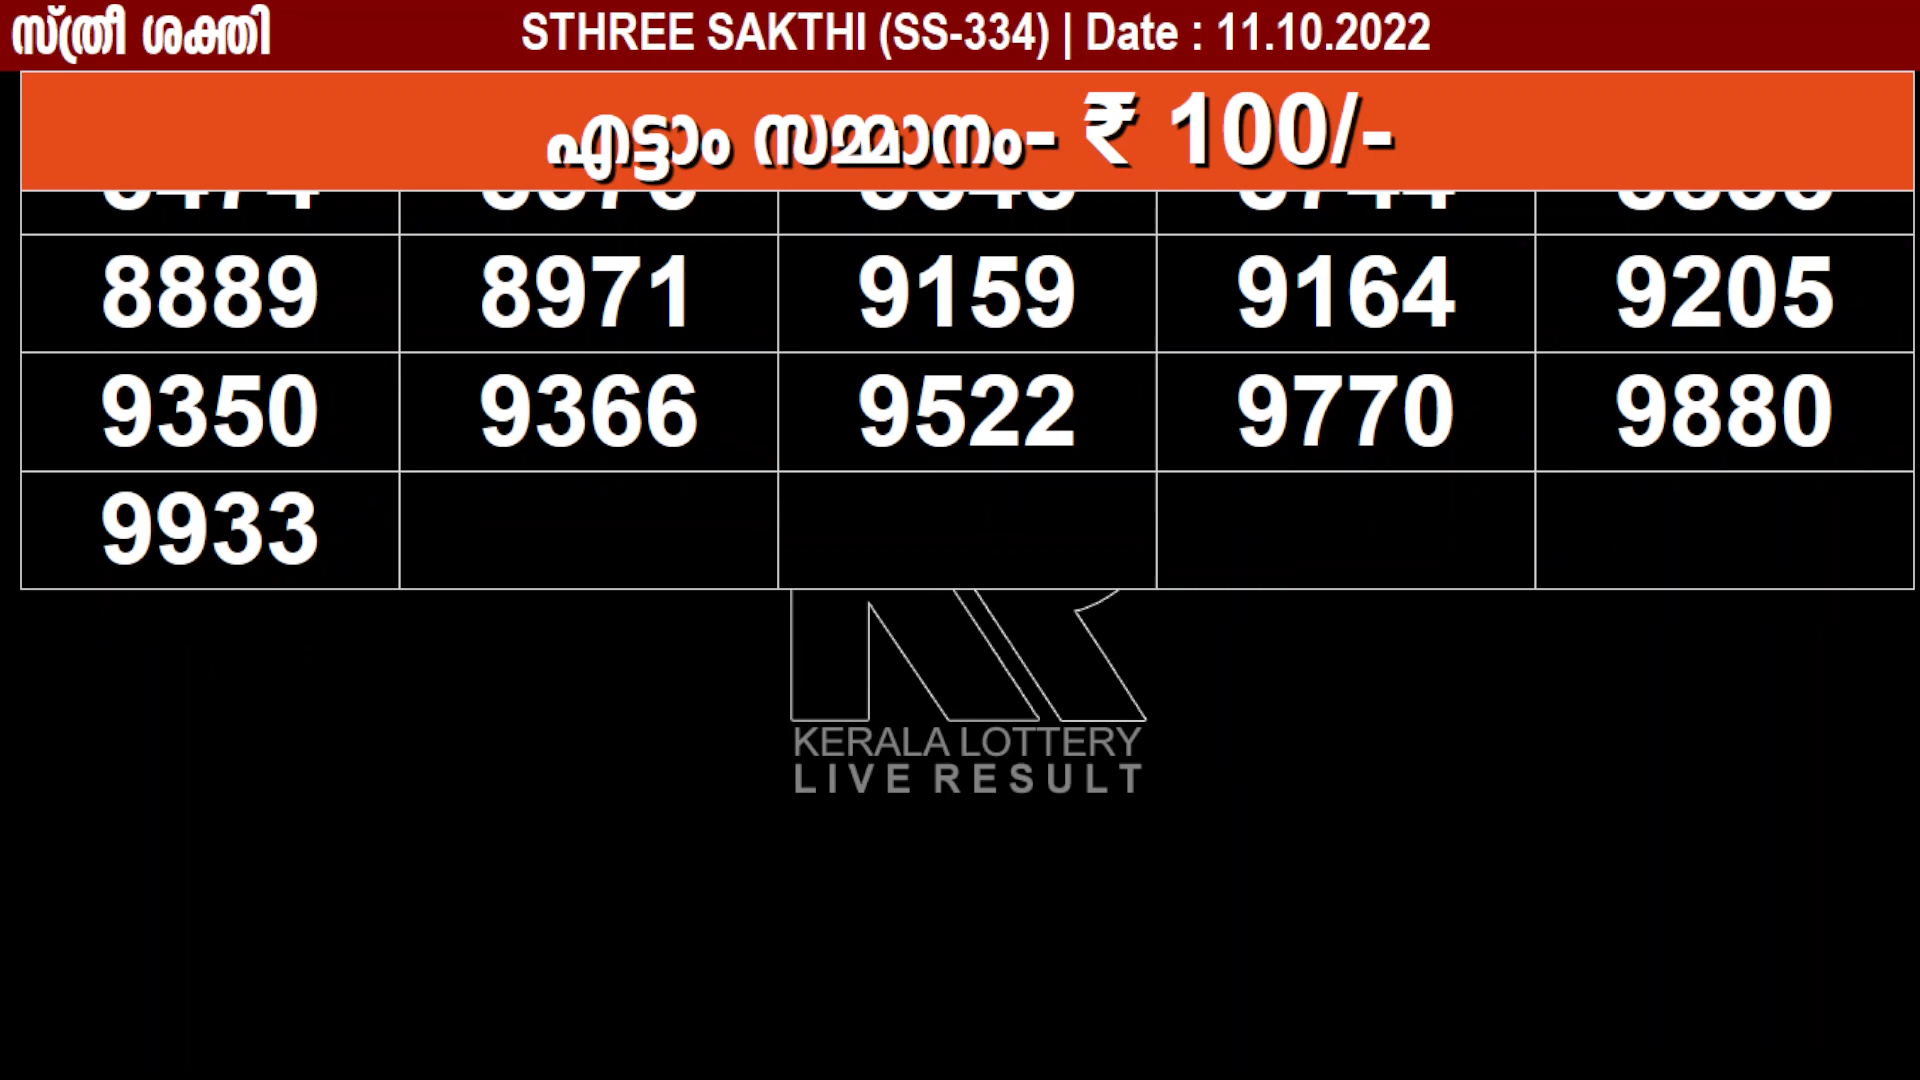 സ്ത്രീ ശക്തി STHREE SAKTHI (SS-334) | Date : 11.10.2022
എട്ടാം സമ്മാനം- ₹ 100/-
8889 8971 9159 9164 9205
9350 9366 9522 9770 9880
9933
KERALA LOTTERY
LIVE RESULT